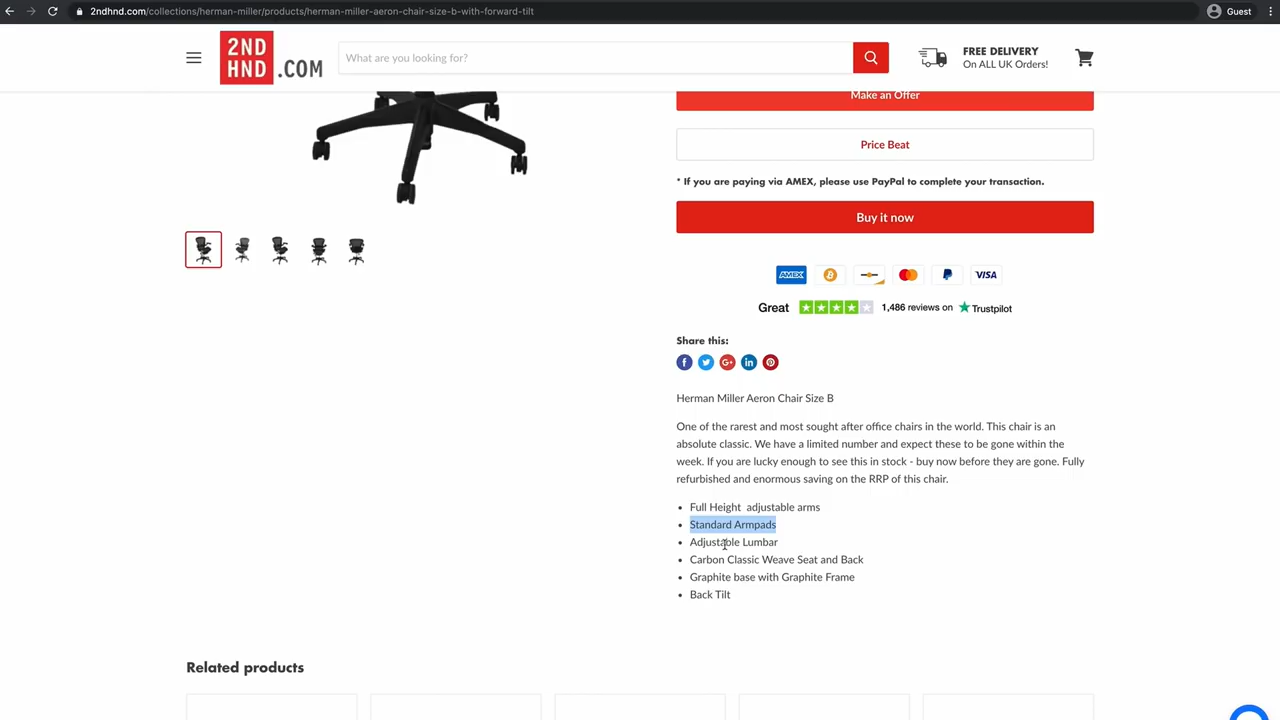 2ndhnd.com/collections/herman-miller/products/herman-miller-aeron-chair-size-b-with-forward-tilt
Guest
2ND
HND .COM
What are you looking for?
FREE DELIVERY
On ALL UK Orders!
Make an Offer
Price Beat
* If you are paying via AMEX, please use PayPal to complete your transaction.
Buy it now
AMEX
VISA
Great
1,486 reviews on
Trustpilot
Share this:
Herman Miller Aeron Chair Size B
One of the rarest and most sought after office chairs in the world. This chair is an
absolute classic. We have a limited number and expect these to be gone within the
week. If you are lucky enough to see this in stock - buy now before they are gone. Fully
refurbished and enormous saving on the RRP of this chair.
• Full Height  adjustable arms
• Standard Armpads
• Adjustable Lumbar
• Carbon Classic Weave Seat and Back
• Graphite base with Graphite Frame
• Back Tilt
Related products